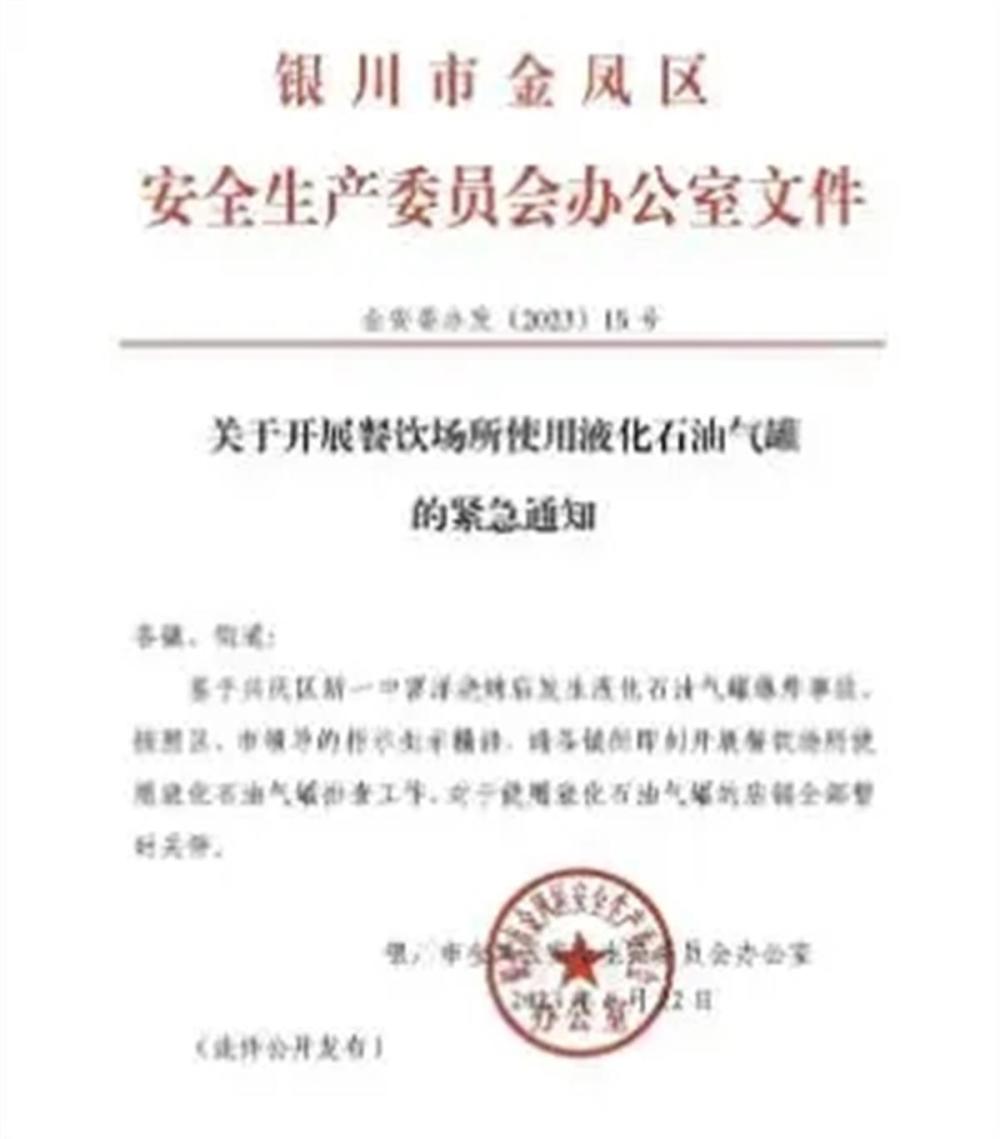 银川市金凤区
安全生产委员会办公室文件
金安委办发〔2023〕15号
关于开展餐饮场所使用液化石油气罐
的紧急通知
各镇、街道:
鉴于兴庆区 一中富洋烧烤店发生液化石油气罐爆炸事故,
按照区、市领导的指示批示精神,请各镇街即刻开展餐饮场所使
用液化石油气罐排查工作,对于使用液化石油气罐的店铺全部暂
时关停。
银川市金凤区安全生产委员会办公室
2023年6月22日
(此件公开发布)
办公室